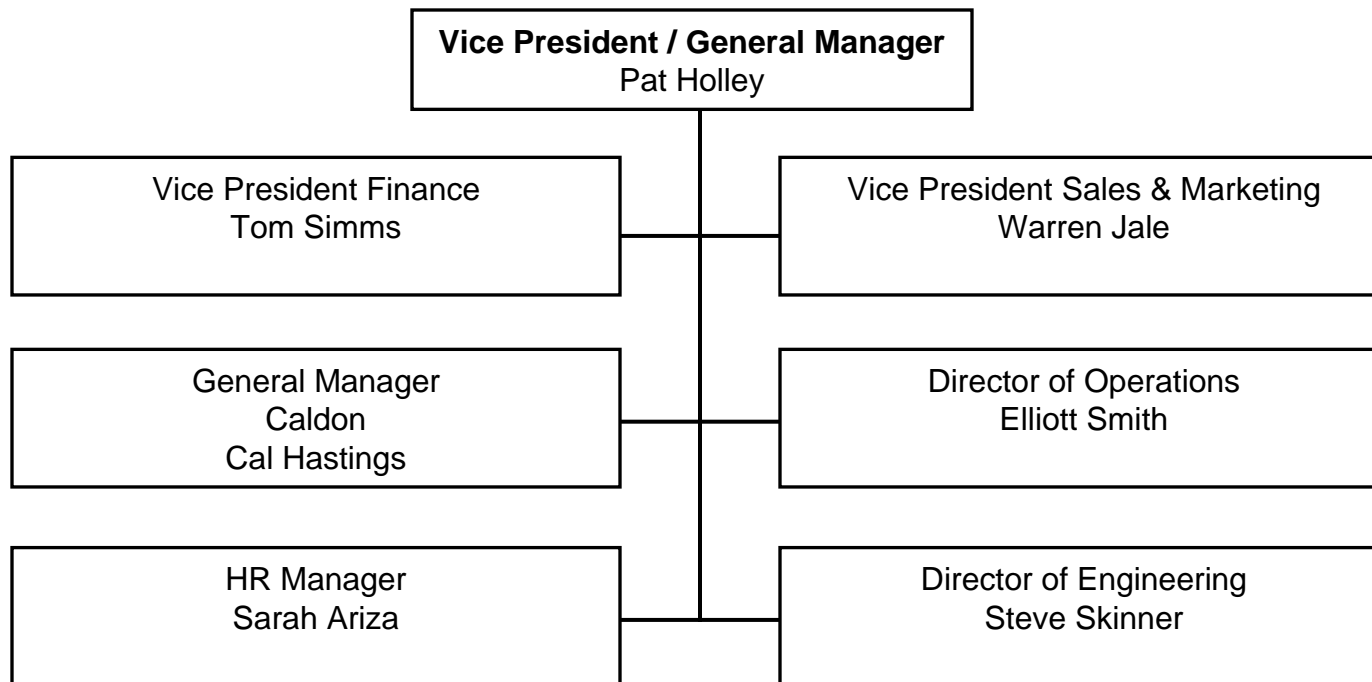 Vice President / General Manager
Pat Holley
Vice President Finance
Tom Simms
Vice President Sales & Marketing
Warren Jale
General Manager
Caldon
Cal Hastings
Director of Operations
Elliott Smith
HR Manager
Sarah Ariza
Director of Engineering
Steve Skinner